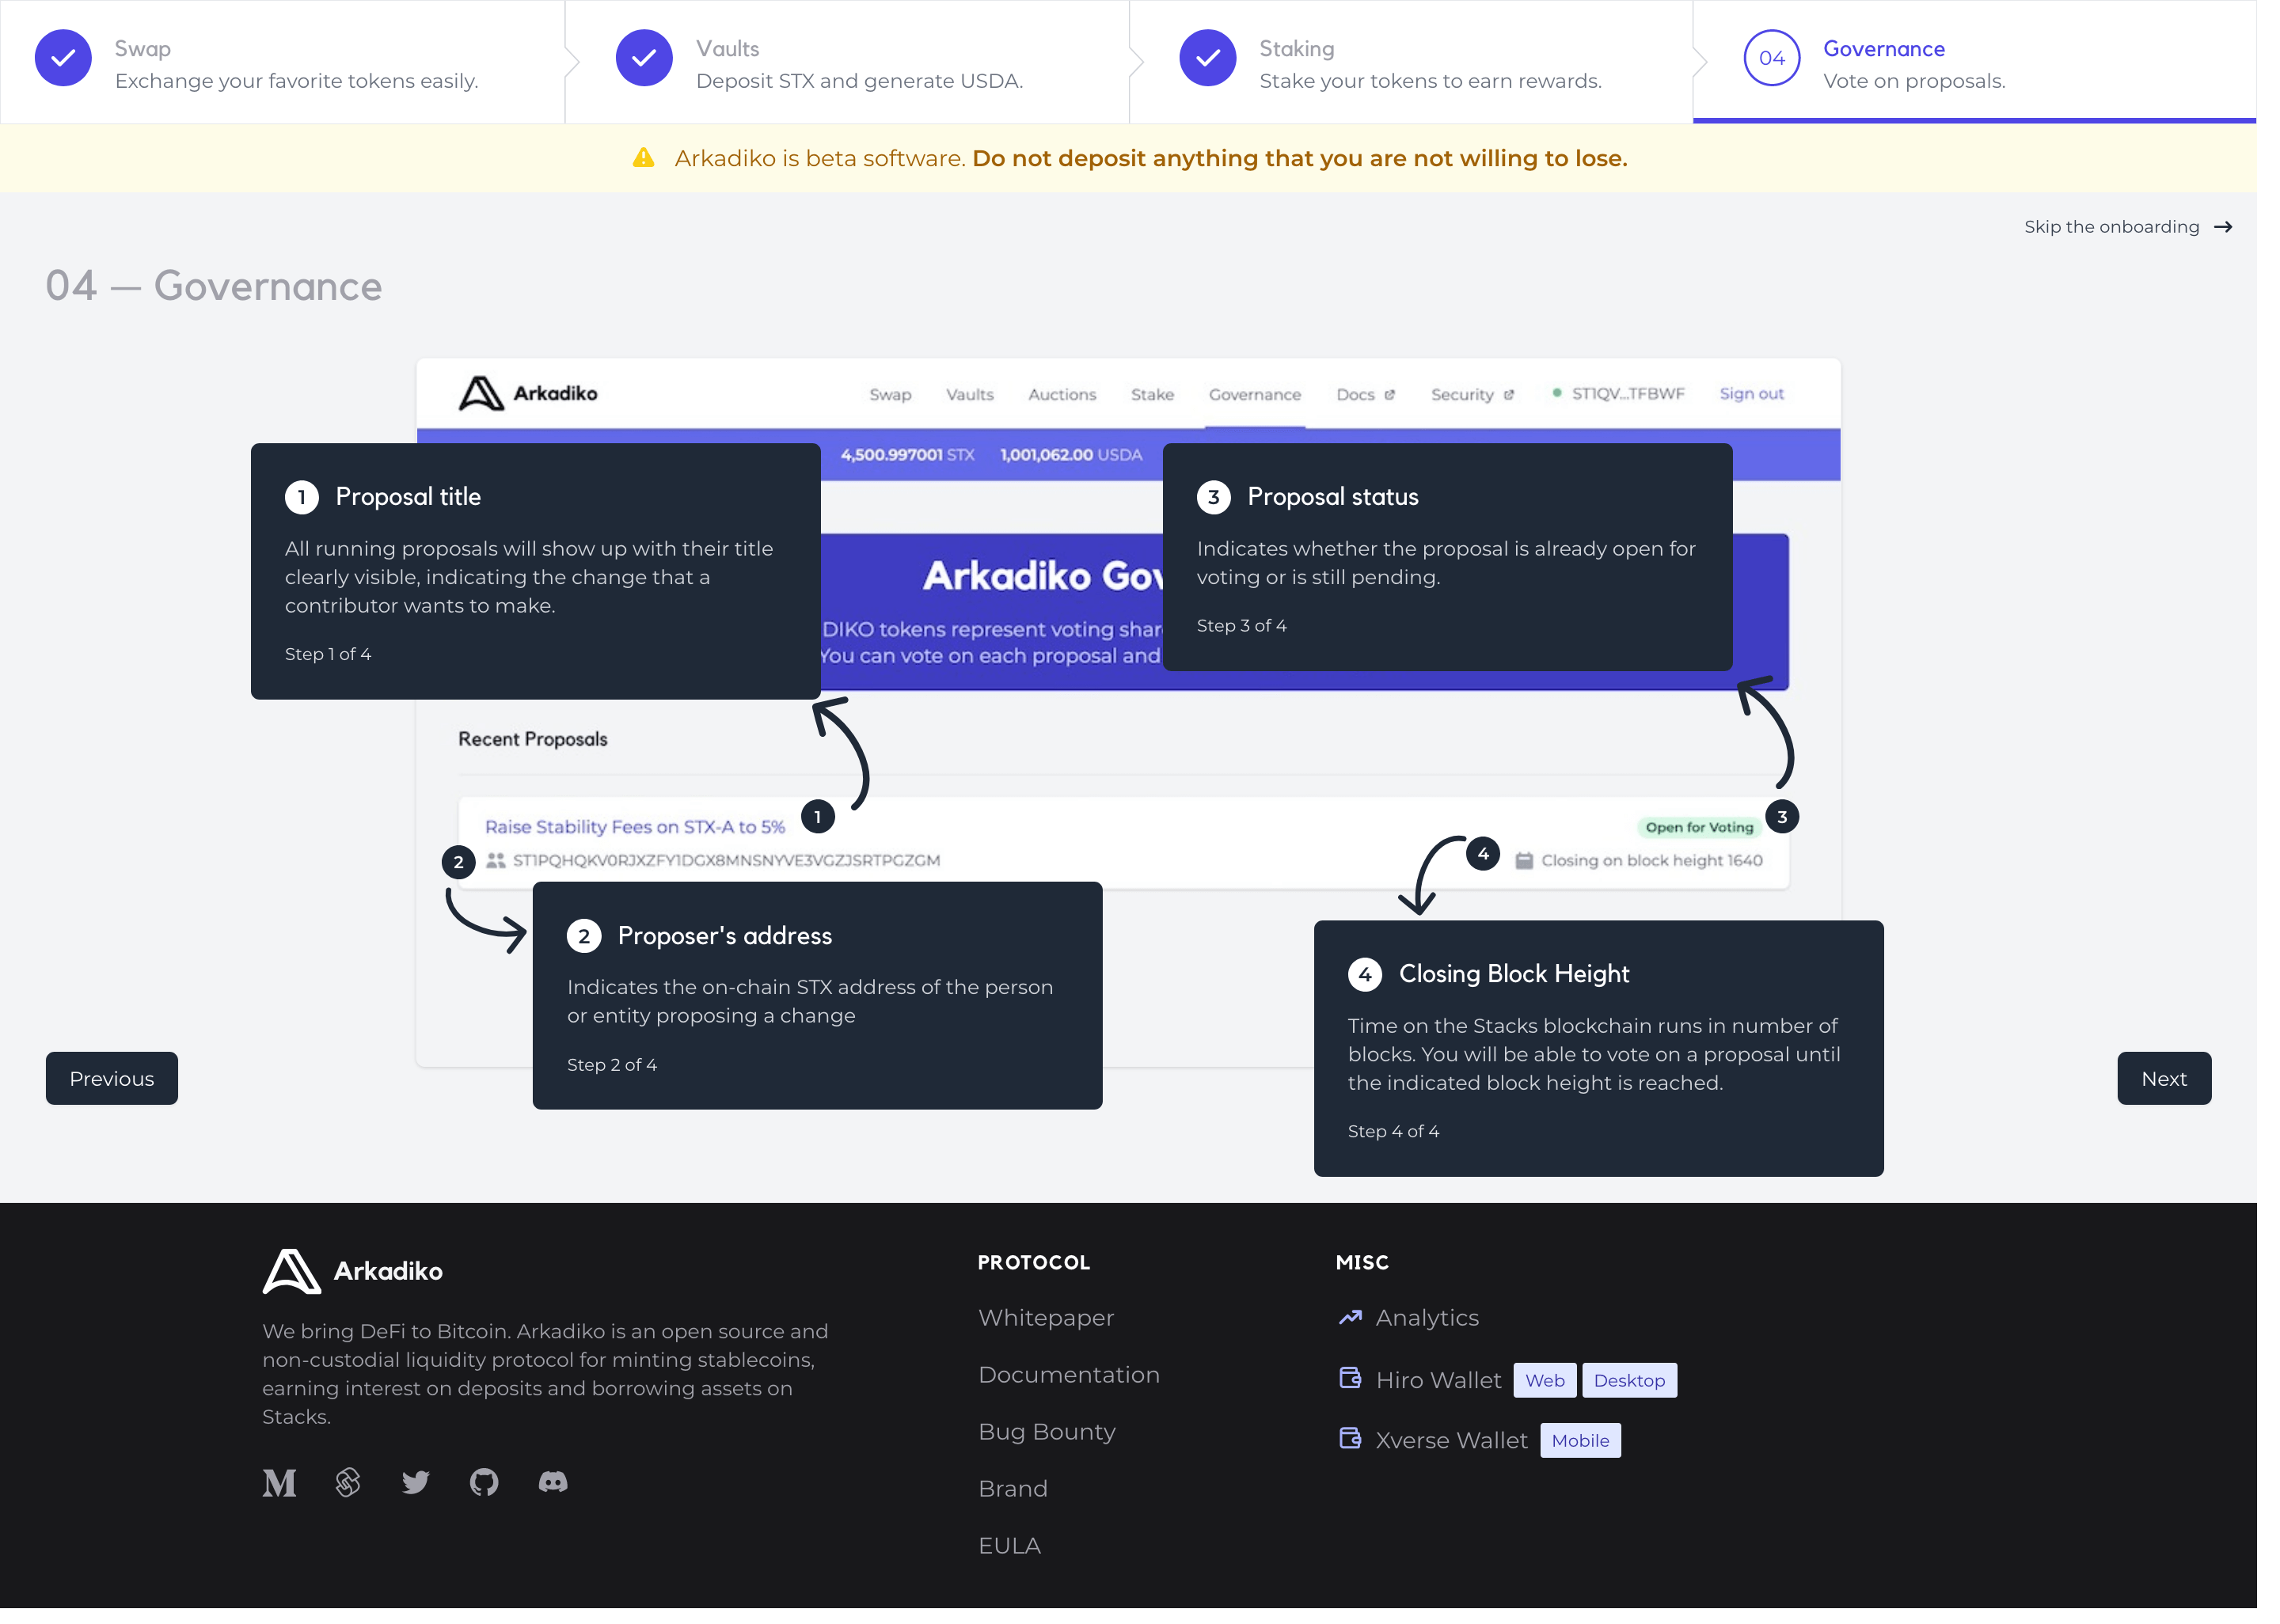 Swap
Exchange your favorite tokens easily.
Vaults
Deposit STX and generate USDA.
Staking
Stake your tokens to earn rewards.
04
Governance
Vote on proposals.
Arkadiko is beta software. Do not deposit anything that you are not willing to lose.
Skip the onboarding
04 — Governance
Arkadiko
Swap
Vaults
Auctions
Stake
Governance
Docs
Security
ST1QV...TFBWF
Sign out
4,500.997001 STX
1,001,062.00 USDA
1 Proposal title
All running proposals will show up with their title
clearly visible, indicating the change that a
contributor wants to make.
Step 1 of 4
3 Proposal status
Indicates whether the proposal is already open for
voting or is still pending.
Step 3 of 4
Arkadiko
DIKO tokens represent voting
You can vote on each proposal and
Recent Proposals
Raise Stability Fees on STX-A to 5%
1
Open for Voting
3
2
ST1PQHQKV0RJXZFY1DGX8MNSNYVE3VGZJSRTPGZGM
4
Closing on block height 1640
2 Proposer's address
Indicates the on-chain STX address of the person
or entity proposing a change
Step 2 of 4
4 Closing Block Height
Time on the Stacks blockchain runs in number of
blocks. You will be able to vote on a proposal until
the indicated block height is reached.
Step 4 of 4
Previous
Next
Arkadiko
We bring DeFi to Bitcoin. Arkadiko is an open source and
non-custodial liquidity protocol for minting stablecoins,
earning interest on deposits and borrowing assets on
Stacks.
PROTOCOL
Whitepaper
Documentation
Bug Bounty
Brand
EULA
MISC
Analytics
Hiro Wallet
Web
Desktop
Xverse Wallet
Mobile